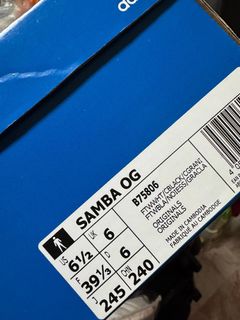 SAMBA OG
B75806
FTWWHT/CBLACK/CGRANI
FTWBLA/NOIESS/GRACLA
ORIGINALS
ORIGINALS
MADE IN CAMBODIA
FABRIQUE AU CAMBODGE
US 6½ UK 6
F 39⅓ D 6
J 245 CHN 240